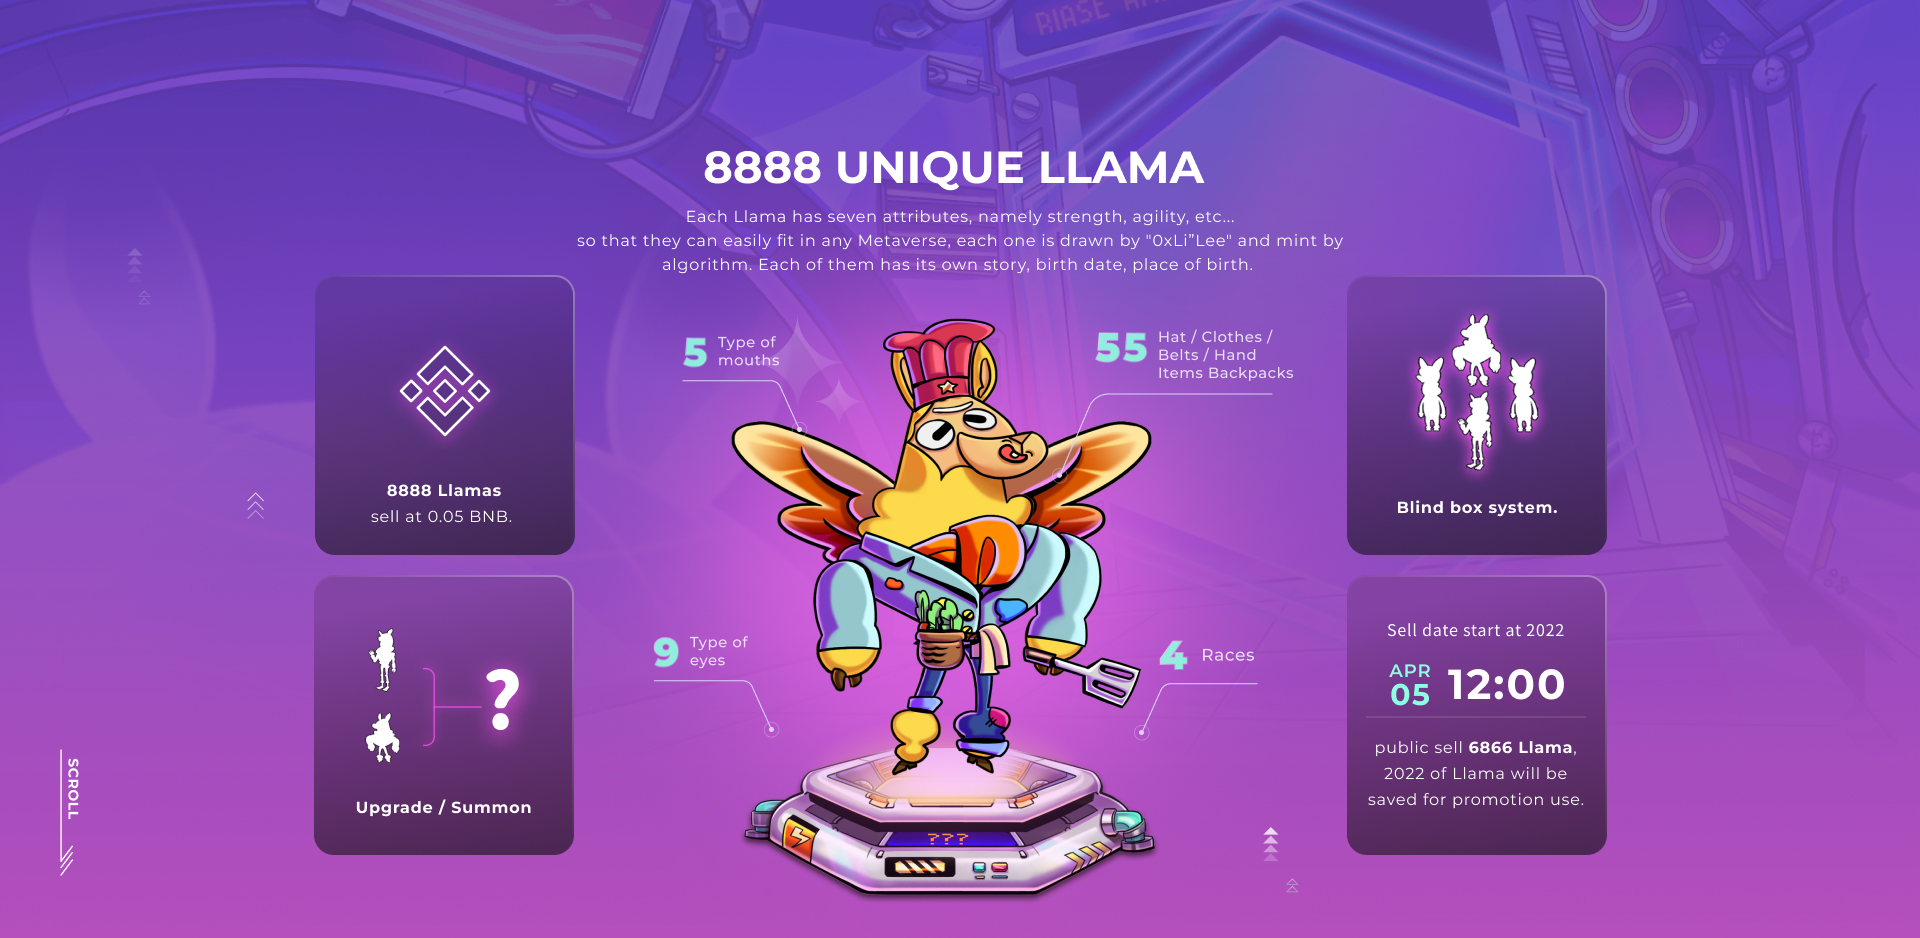 8888 UNIQUE LLAMA
Each Llama has seven attributes, namely strength, agility, etc...
so that they can easily fit in any Metaverse, each one is drawn by "0xLi”Lee" and mint by
algorithm. Each of them has its own story, birth date, place of birth.
8888 Llamas
sell at 0.05 BNB.
5 Type of
mouths
55 Hat / Clothes /
Belts / Hand
Items Backpacks
Blind box system.
Upgrade / Summon
?
9 Type of
eyes
4 Races
Sell date start at 2022
APR
05 12:00
public sell 6866 Llama,
2022 of Llama will be
saved for promotion use.
???
SCROLL